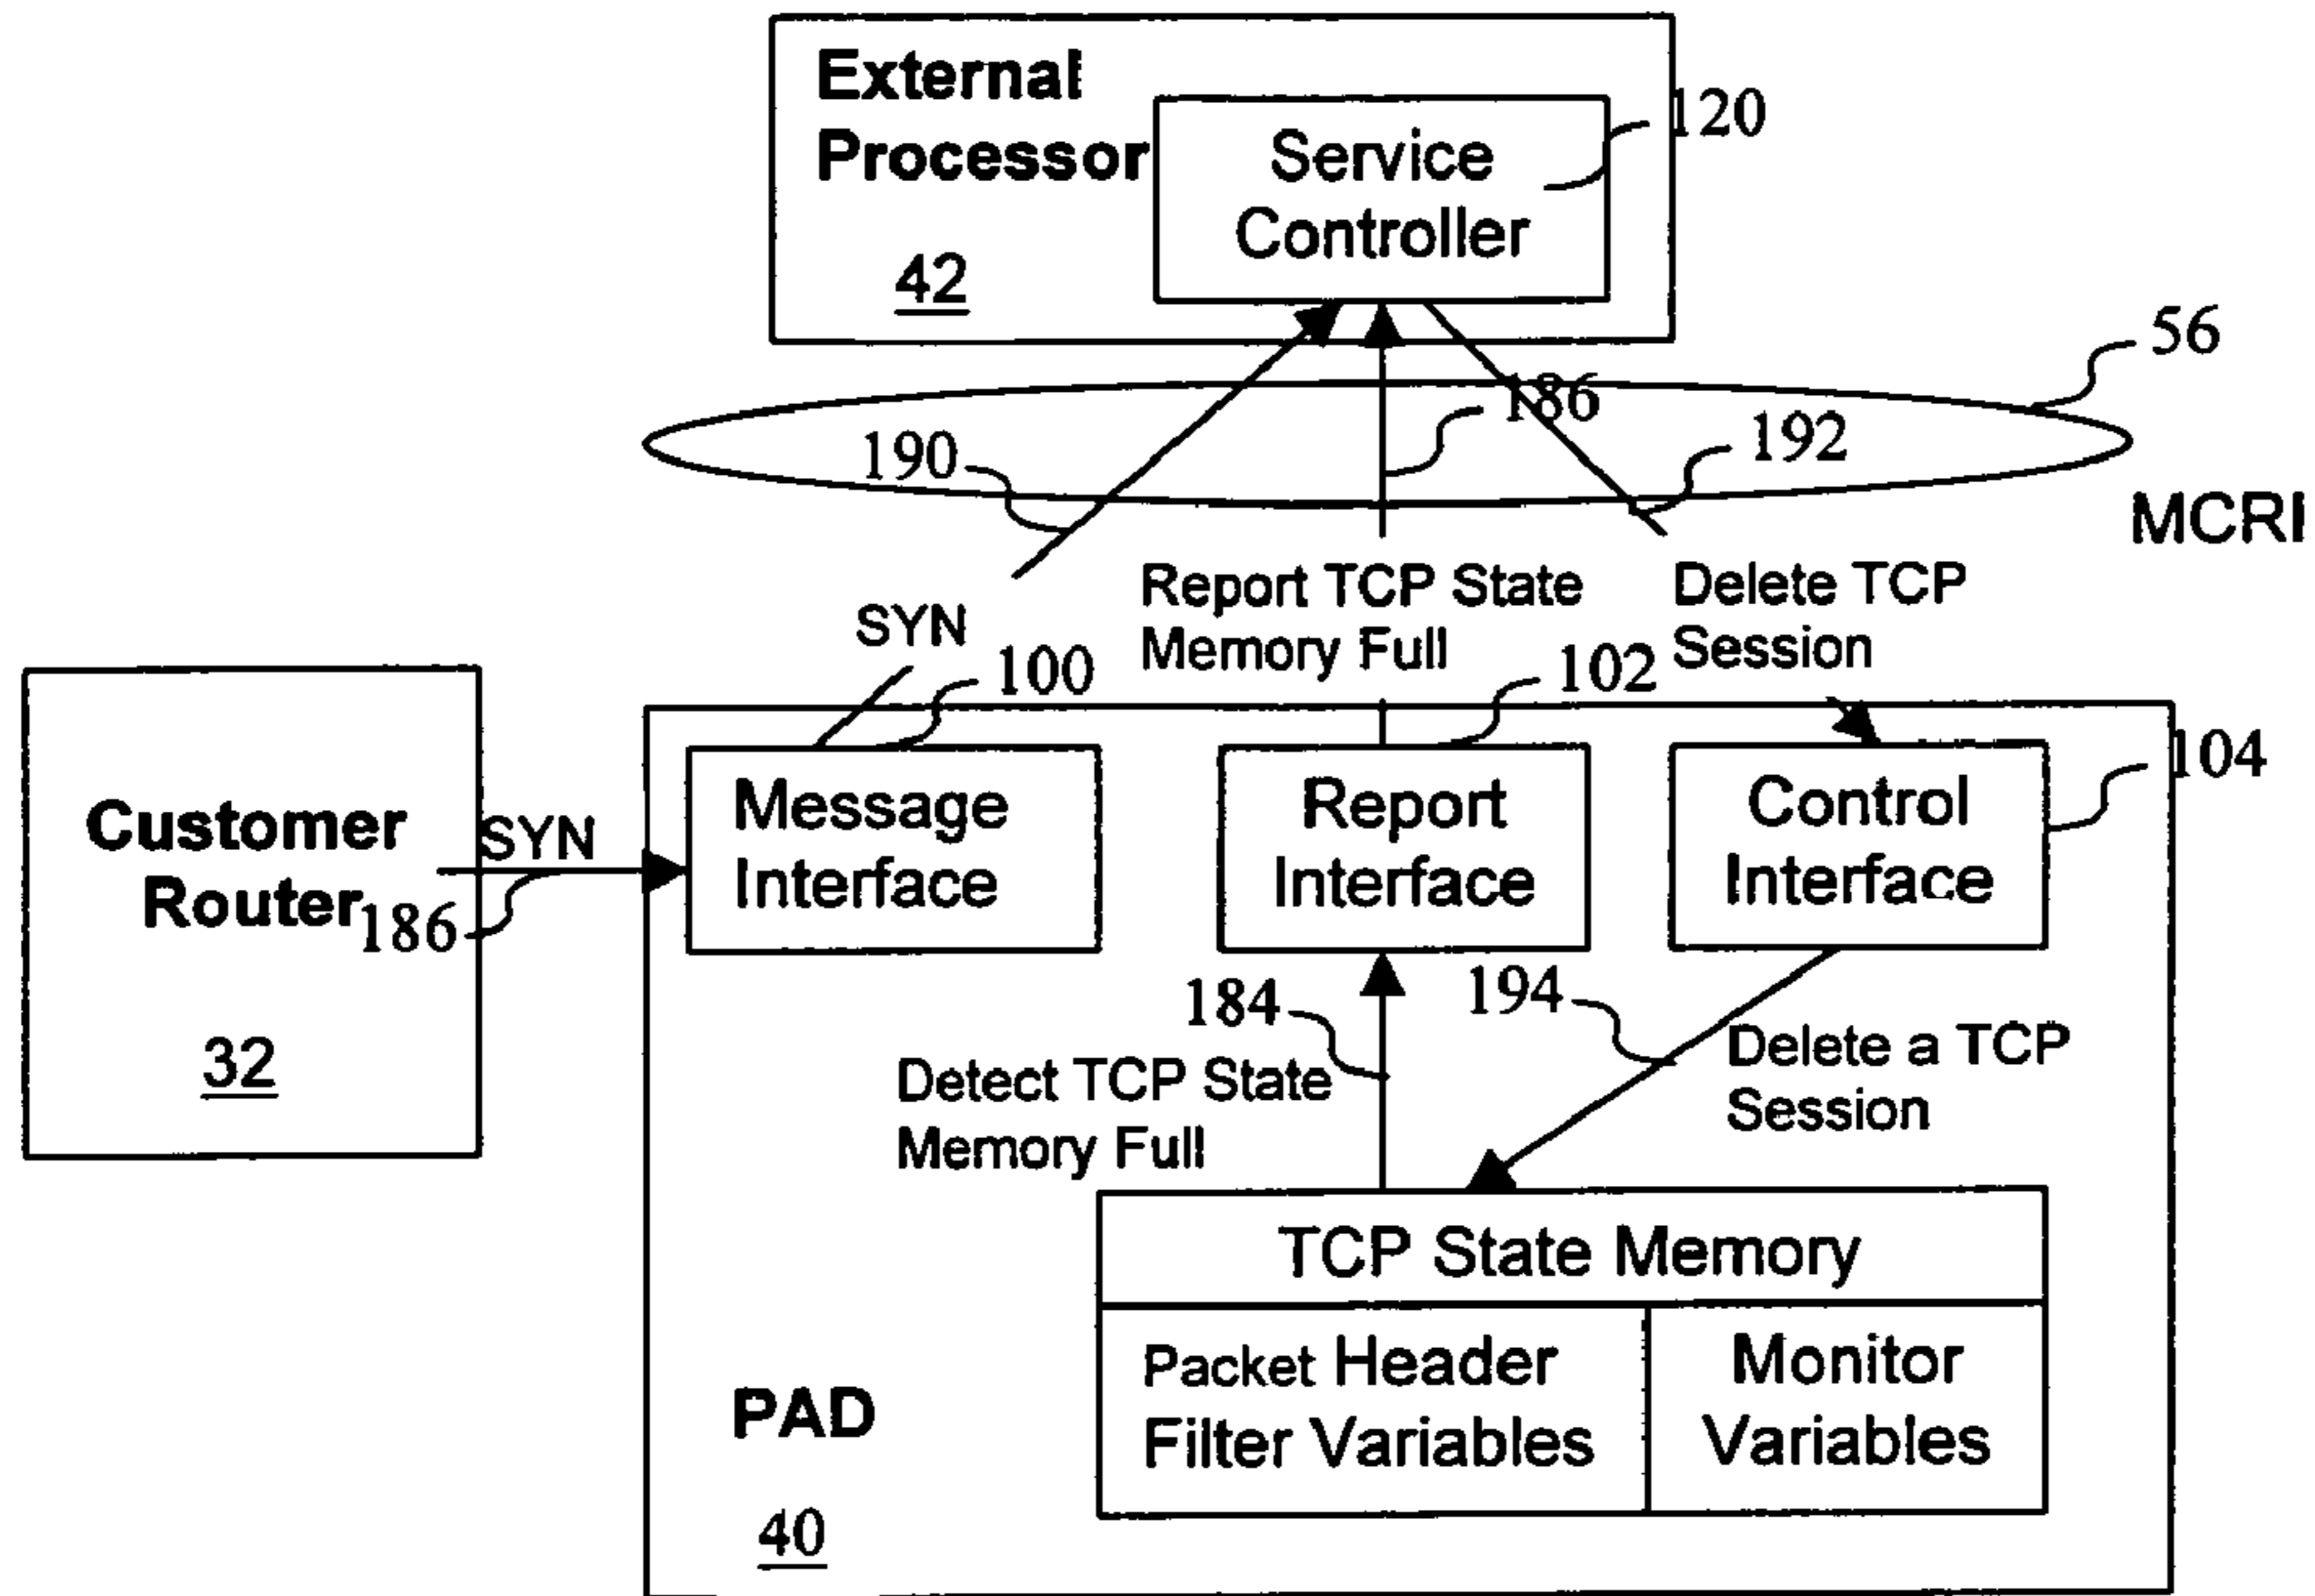 External
Processor
42
Service
Controller
120
56
186
190
192
MCRI
SYN
Report TCP State
Memory Full
Delete TCP
Session
100
102
104
Customer
Router
32
SYN
186
Message
Interface
Report
Interface
Control
Interface
184
194
Detect TCP State
Memory Full
Delete a TCP
Session
TCP State Memory
Packet Header
Filter Variables
Monitor
Variables
PAD
40